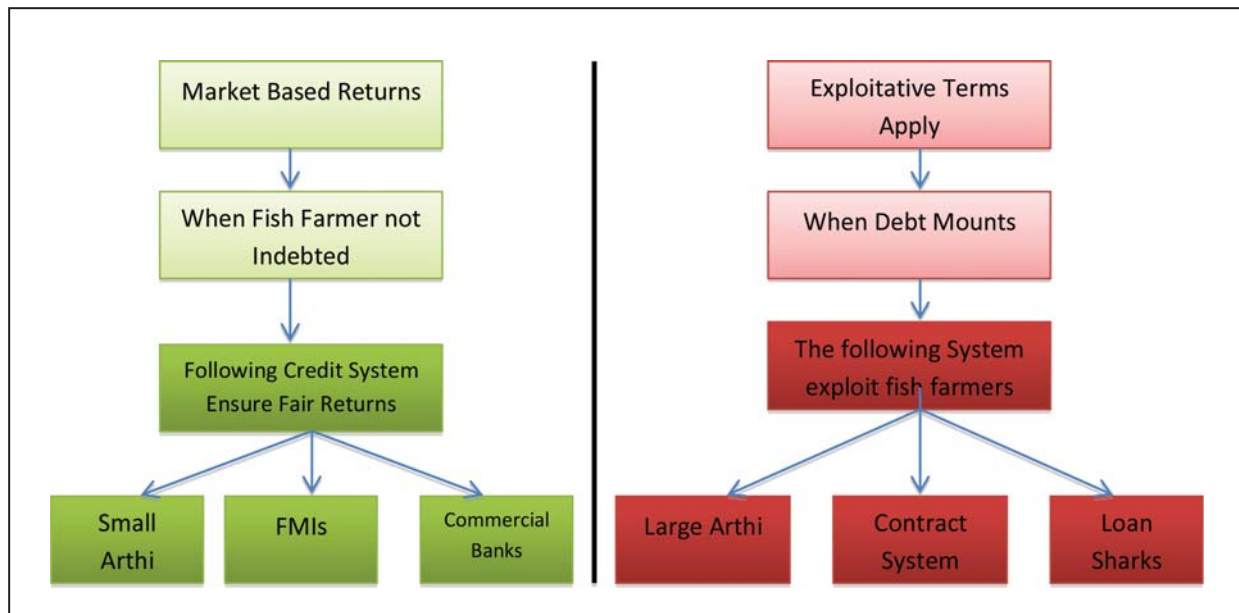 Market Based Returns
When Fish Farmer not
Indebted
Following Credit System
Ensure Fair Returns
Small
Arthi
FMIs
Commercial
Banks
Exploitative Terms
Apply
When Debt Mounts
The following System
exploit fish farmers
Large Arthi
Contract
System
Loan
Sharks